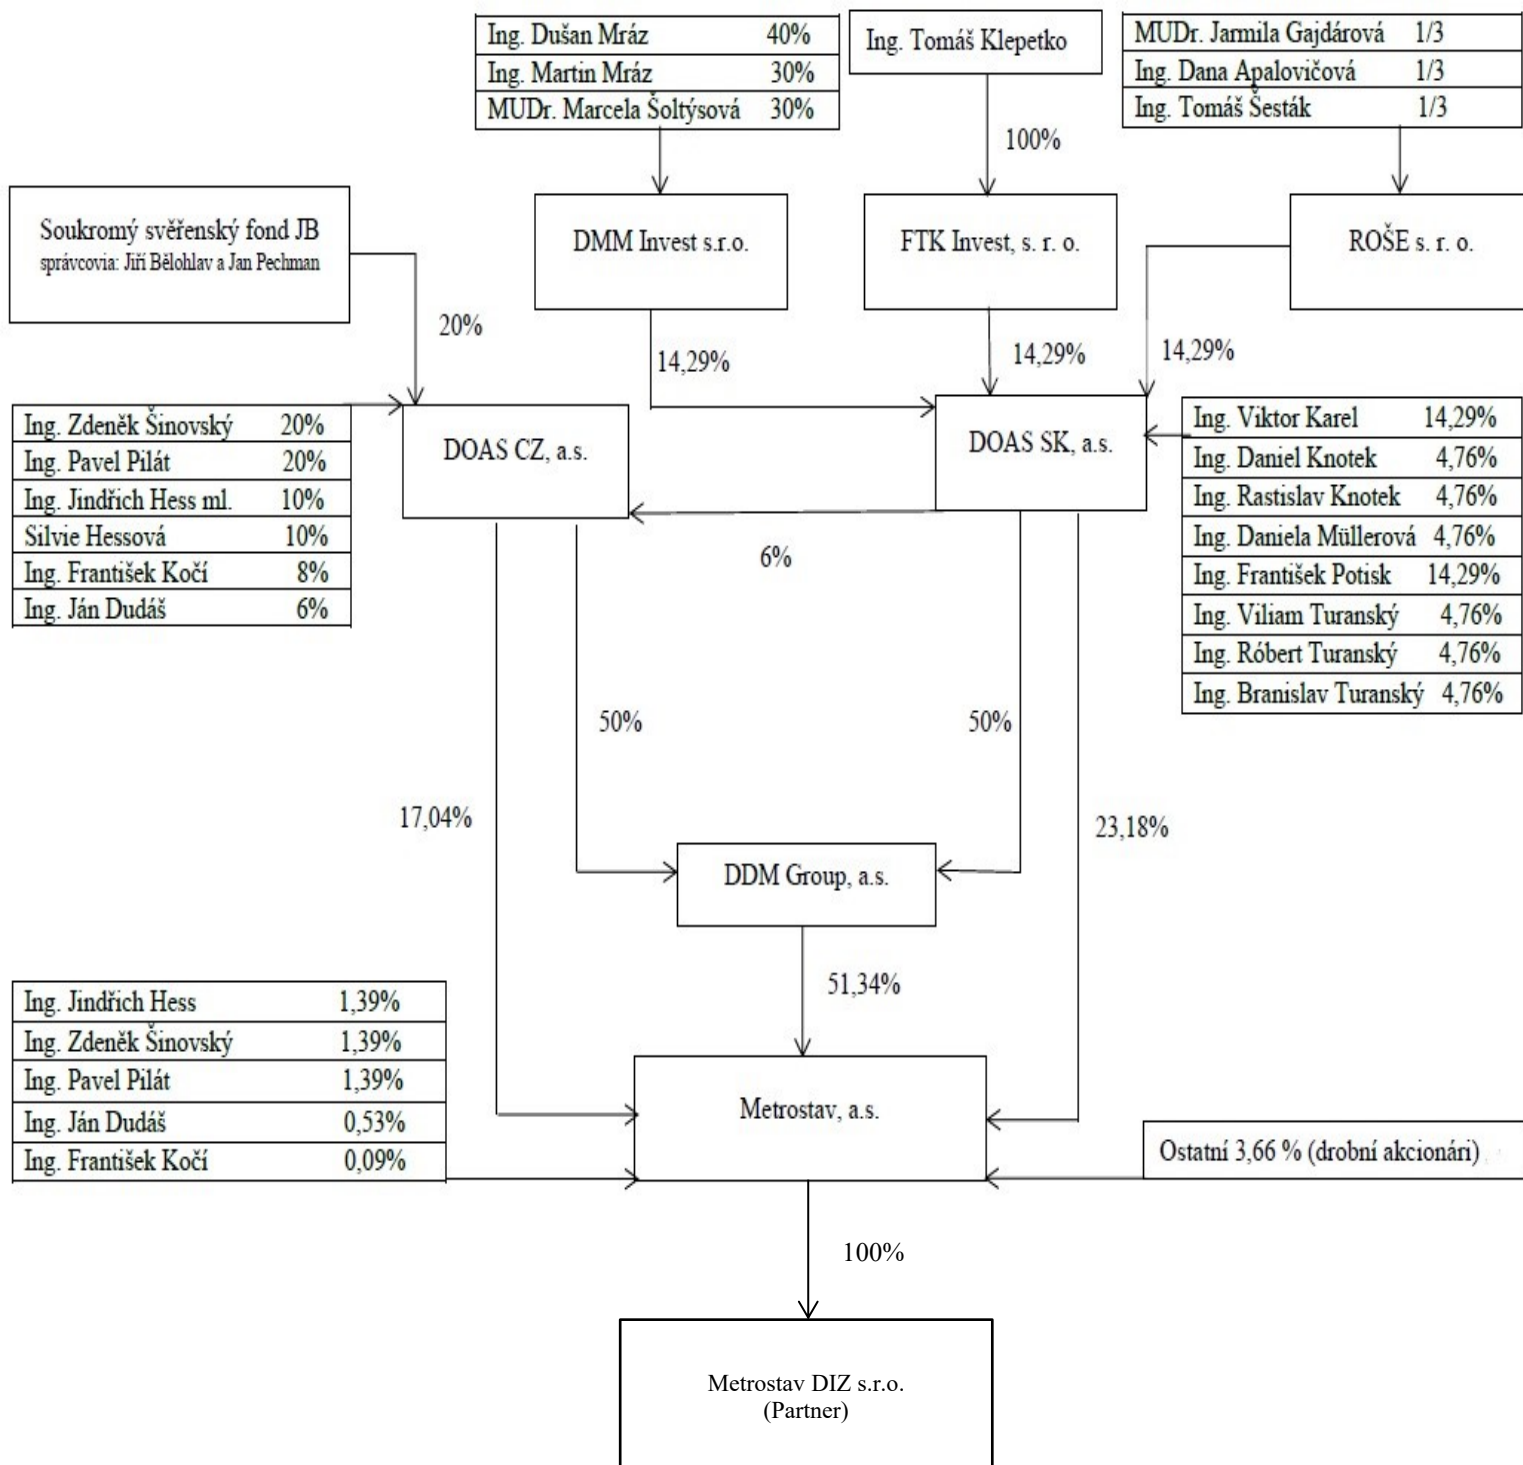 Ing. Dušan Mráz 40%
Ing. Martin Mráz 30%
MUDr. Marcela Šoltýsová 30%
Ing. Tomáš Klepetko
MUDr. Jarmila Gajdárová 1/3
Ing. Dana Apalovičová 1/3
Ing. Tomáš Šesták 1/3
100%
Soukromý svěřenský fond JB
správcovia: Jiří Bělohlav a Jan Pechman
DMM Invest s.r.o.
FTK Invest, s. r. o.
ROŠE s. r. o.
20%
14,29%
14,29%
14,29%
Ing. Zdeněk Šinovský 20%
Ing. Pavel Pilát 20%
Ing. Jindřich Hess ml. 10%
Silvie Hessová 10%
Ing. František Kočí 8%
Ing. Ján Dudáš 6%
DOAS CZ, a.s.
DOAS SK, a.s.
Ing. Viktor Karel 14,29%
Ing. Daniel Knotek 4,76%
Ing. Rastislav Knotek 4,76%
Ing. Daniela Müllerová 4,76%
Ing. František Potisk 14,29%
Ing. Viliam Turanský 4,76%
Ing. Róbert Turanský 4,76%
Ing. Branislav Turanský 4,76%
6%
50%
50%
17,04%
23,18%
DDM Group, a.s.
51,34%
Ing. Jindřich Hess 1,39%
Ing. Zdeněk Šinovský 1,39%
Ing. Pavel Pilát 1,39%
Ing. Ján Dudáš 0,53%
Ing. František Kočí 0,09%
Metrostav, a.s.
Ostatní 3,66 % (drobní akcionári)
100%
Metrostav DIZ s.r.o.
(Partner)